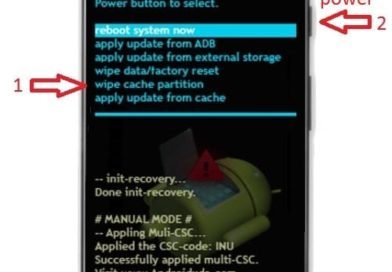 Power button to select.
power
2
reboot system now
apply update from ADB
apply update from external storage
wipe data/factory reset
1
wipe cache partition
apply update from cache
-- init-recovery...
Done init-recovery.
# MANUAL MODE #
-- Appling Muli-CSC...
Applied the CSC-code: INU
Successfully applied multi-CSC.